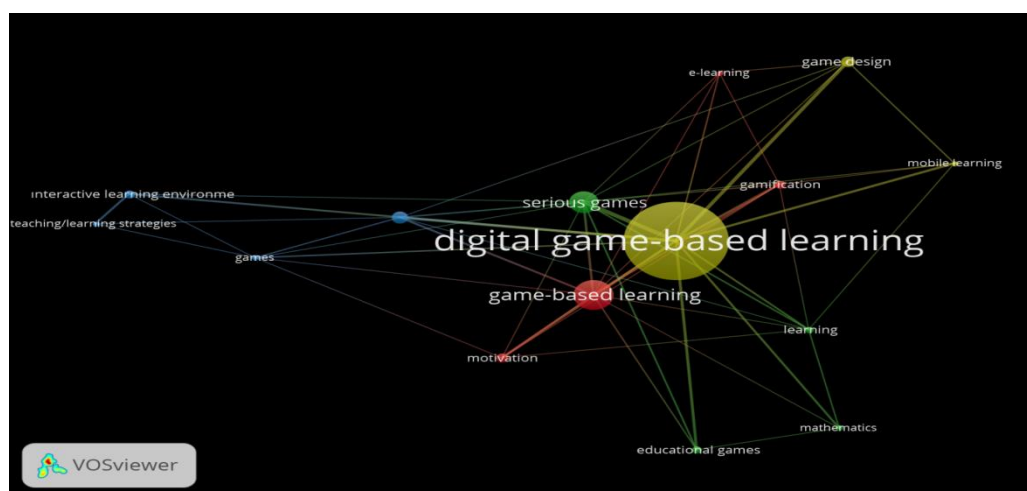 e-learning
game design
mobile learning
gamification
interactive learning environme
serious games
teaching/learning strategies
digital game-based learning
games
game-based learning
learning
motivation
mathematics
educational games
VOSviewer